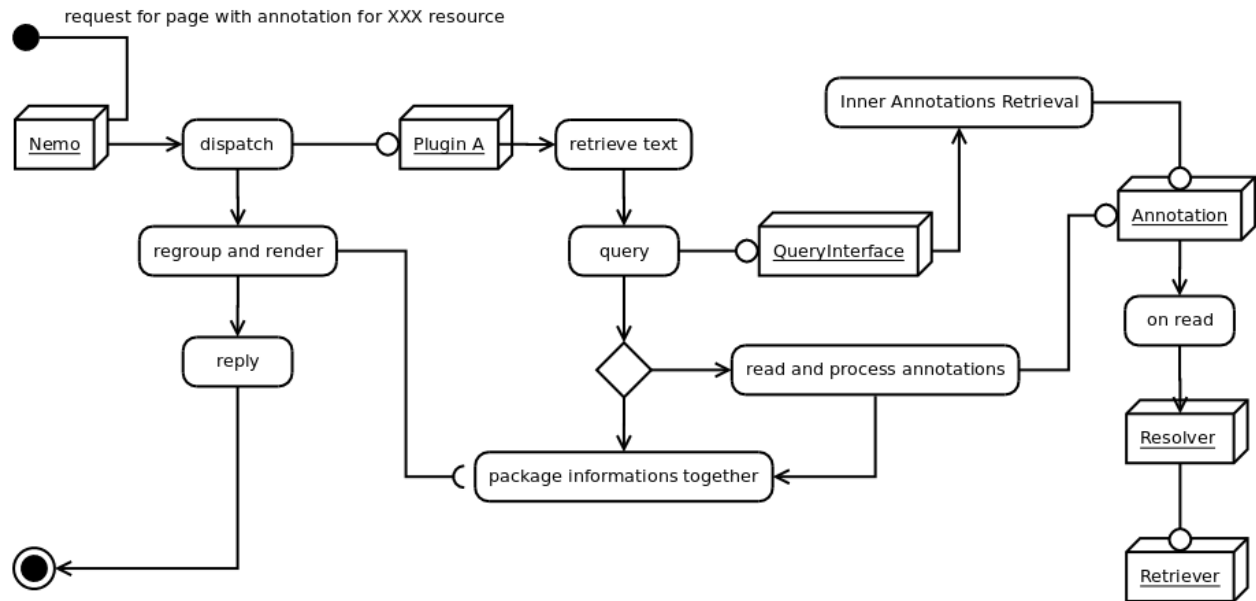 request for page with annotation for XXX resource
Inner Annotations Retrieval
Nemo
dispatch
Plugin A
retrieve text
Annotation
regroup and render
query
QueryInterface
on read
reply
read and process annotations
Resolver
package informations together
Retriever